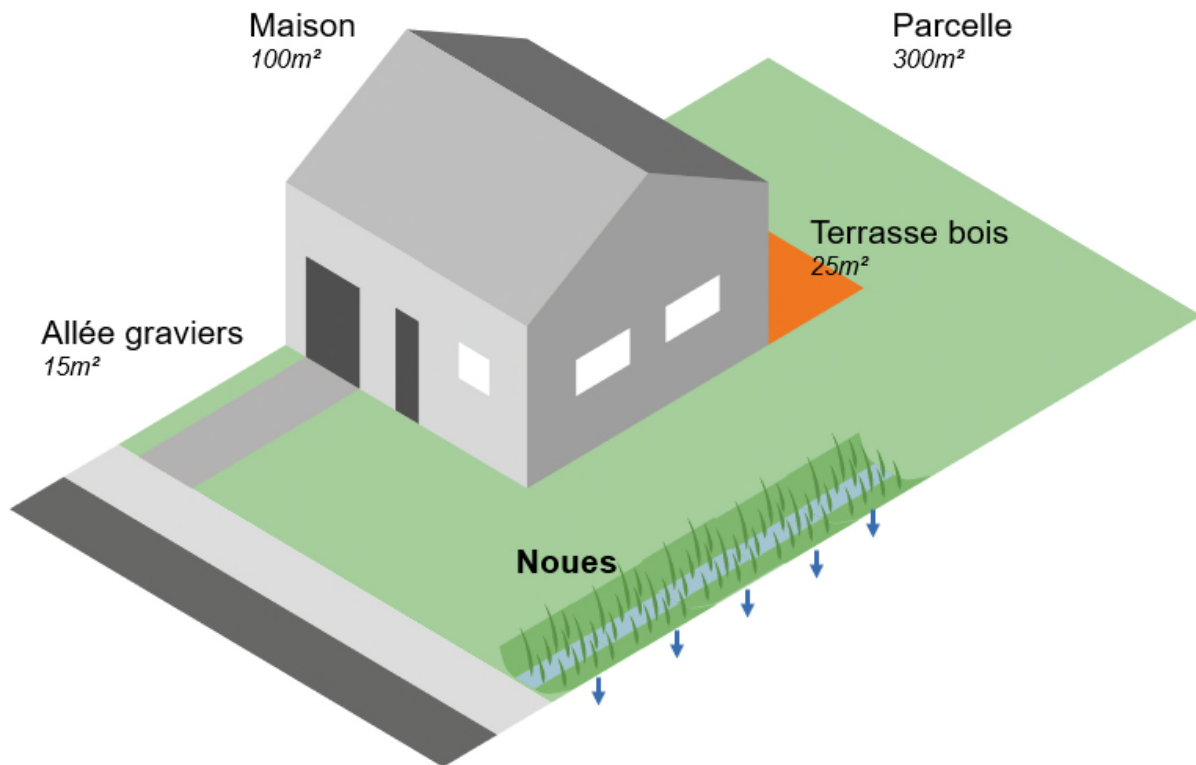 Maison
100m²
Parcelle
300m²
Terrasse bois
25m²
Allée graviers
15m²
Noues